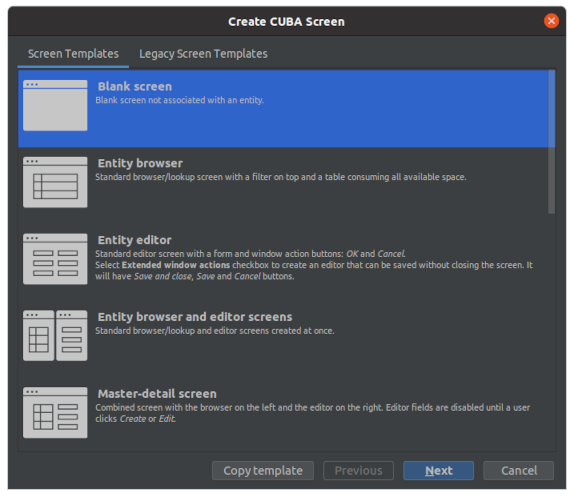 Create CUBA Screen
Screen Templates
Legacy Screen Templates
Blank screen
Blank screen not associated with an entity.
Entity browser
Standard browser/lookup screen with a filter on top and a table consuming all available space.
Entity editor
Standard editor screen with a form and window action buttons: OK and Cancel.
Select Extended window actions checkbox to create an editor that can be saved without closing the screen. It
will have Save and close, Save and Cancel buttons.
Entity browser and editor screens
Standard browser/lookup and editor screens created at once.
Master-detail screen
Combined screen with the browser on the left and the editor on the right. Editor fields are disabled until a user
clicks Create or Edit.
Copy template
Previous
Next
Cancel